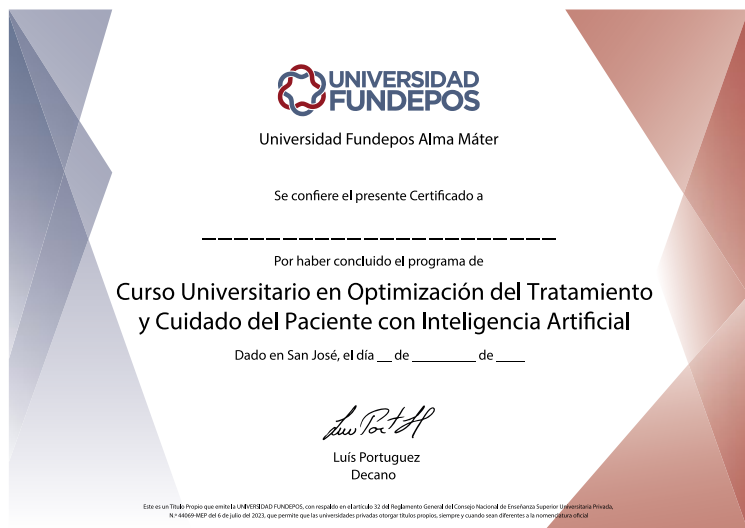 UNIVERSIDAD
FUNDEPOS
Universidad Fundepos Alma Máter
Se confiere el presente Certificado a
Por haber concluido el programa de
Curso Universitario en Optimización del Tratamiento
y Cuidado del Paciente con Inteligencia Artificial
Dado en San José, el día __ de ________ de ____
Luís Portuguez
Decano
Este es un Título Propio que emite la UNIVERSIDAD FUNDEPOS, con respaldo en el artículo 32 del Reglamento General del Consejo Nacional de Enseñanza Superior Universitaria Privada,
N.º 44069-MEP del 6 de julio del 2023, que permite que las universidades privadas otorgar títulos propios, siempre y cuando sean diferentes a la nomenclatura oficial